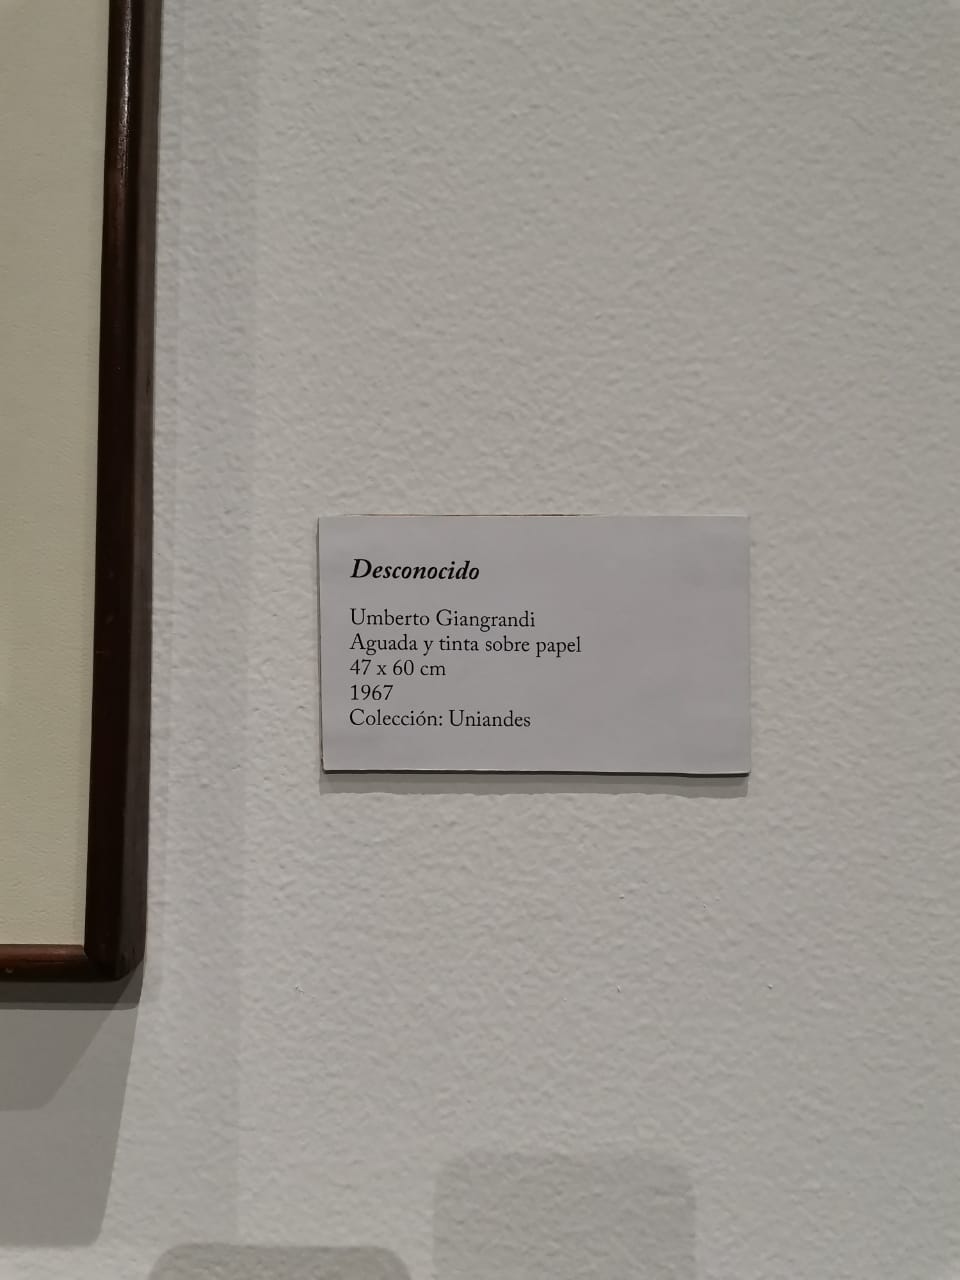 Desconocido
Umberto Giangrandi
Aguada y tinta sobre papel
47 x 60 cm
1967
Colección: Uniandes